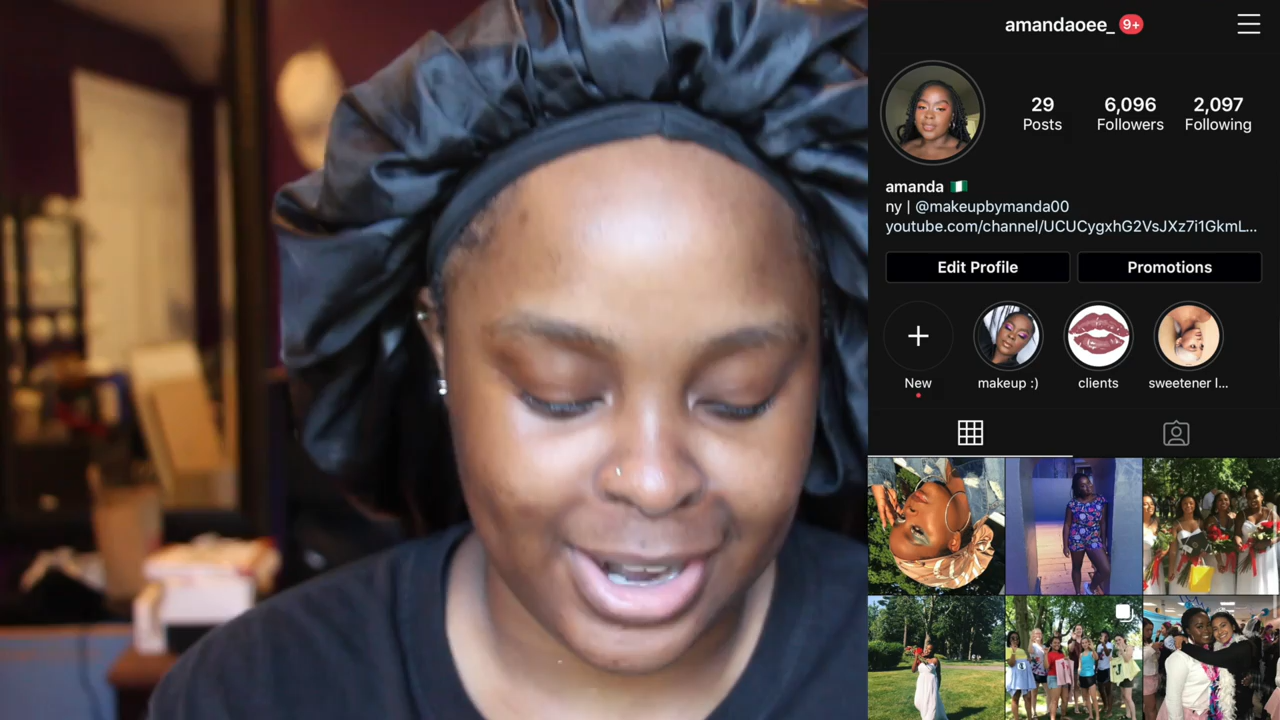 amandaoee_ 9+
29 6,096 2,097
Posts Followers Following
amanda 🇳🇬
ny | @makeupbymanda00
youtube.com/channel/UCUCygxhG2VsJXz7i1GkmL...
Edit Profile Promotions
New makeup :) clients sweetener l...